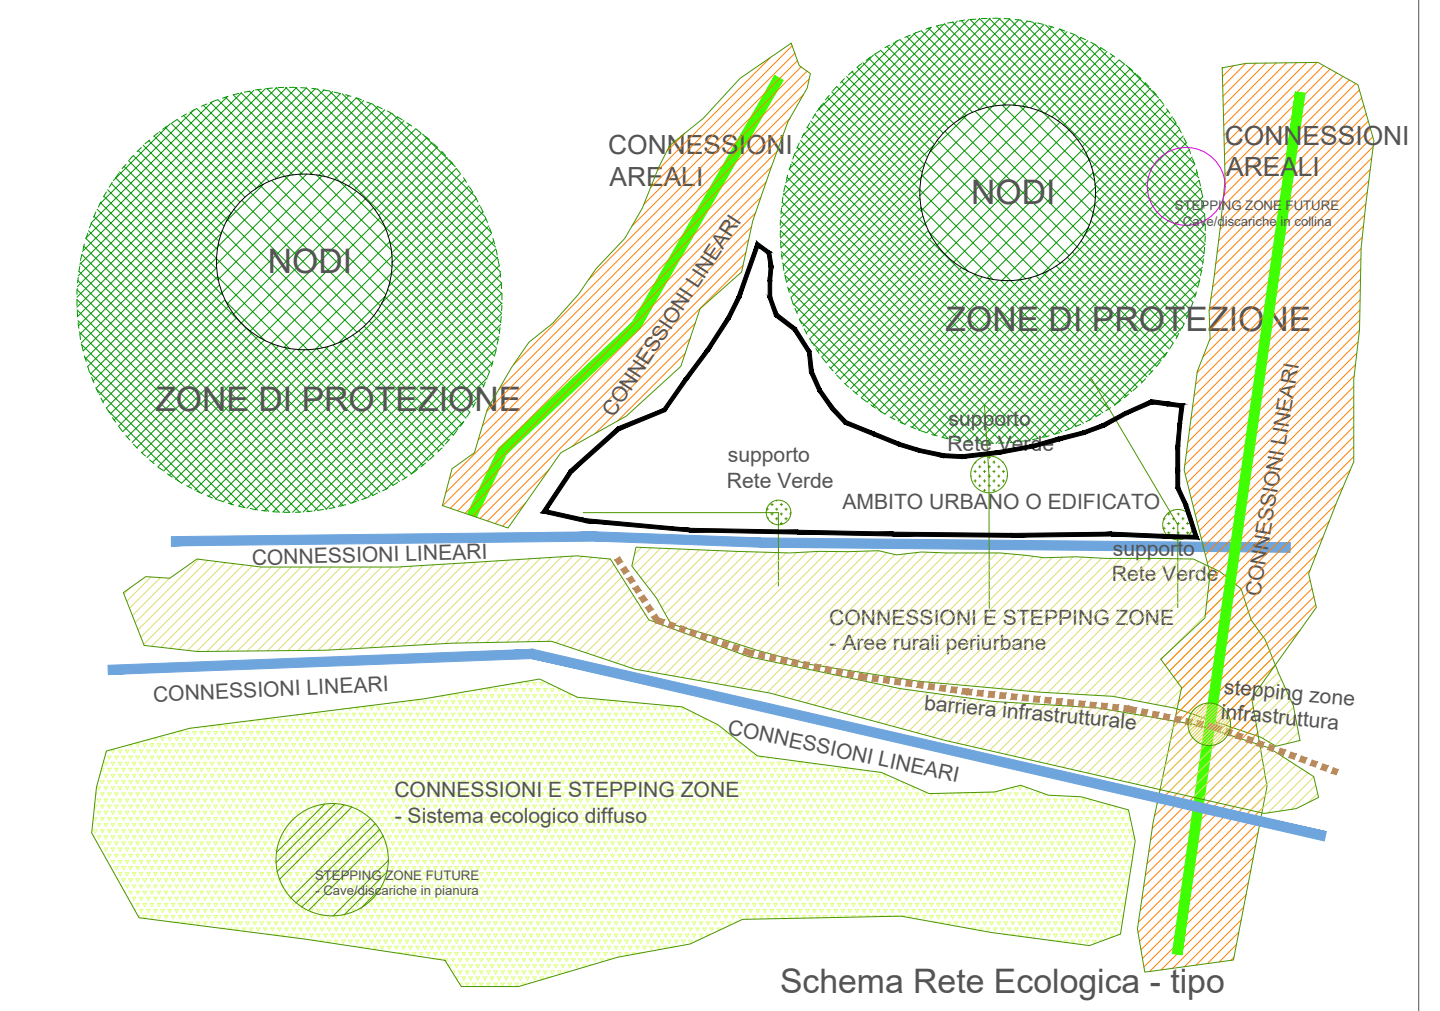 CONNESSIONI
AREALI
CONNESSIONI
AREALI
NODI
STEPPING ZONE FUTURE
- Cave/discariche in collina
NODI
CONNESSIONI LINEARI
ZONE DI PROTEZIONE
ZONE DI PROTEZIONE
CONNESSIONI LINEARI
supporto
Rete Verde
supporto
Rete Verde
AMBITO URBANO O EDIFICATO
supporto
Rete Verde
CONNESSIONI LINEARI
CONNESSIONI E STEPPING ZONE
- Aree rurali periurbane
CONNESSIONI LINEARI
stepping zone
infrastruttura
barriera infrastrutturale
CONNESSIONI LINEARI
CONNESSIONI E STEPPING ZONE
- Sistema ecologico diffuso
STEPPING ZONE FUTURE
- Cave/discariche in pianura
Schema Rete Ecologica - tipo